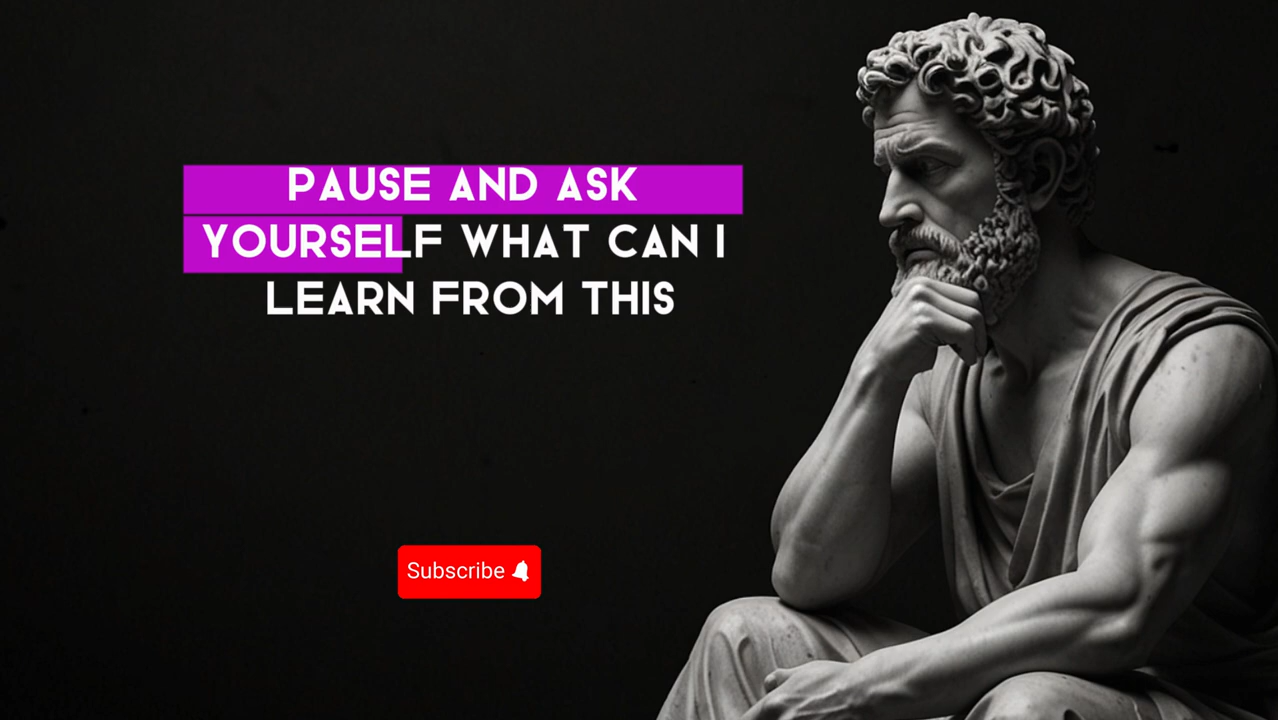 PAUSE AND ASK
YOURSELF WHAT CAN I
LEARN FROM THIS
Subscribe